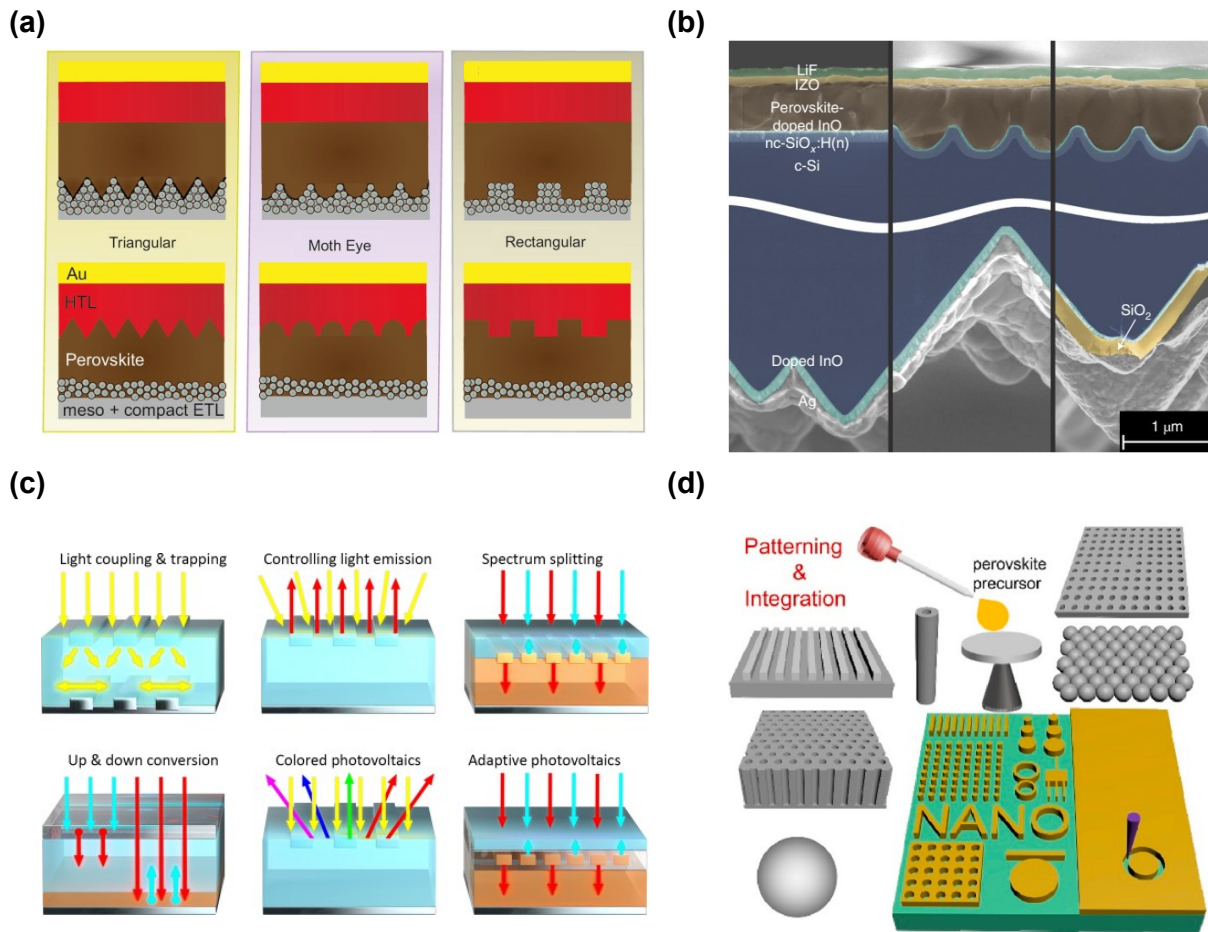 (a)
Triangular
Moth Eye
Rectangular
Au
HTL
Perovskite
meso + compact ETL
(b)
LiF
IZO
Perovskite-
doped InO
nc-SiOₓ:H(n)
c-Si
SiO₂
Doped InO
Ag
1 μm
(c)
Light coupling & trapping
Controlling light emission
Spectrum splitting
Up & down conversion
Colored photovoltaics
Adaptive photovoltaics
(d)
Patterning
&
Integration
perovskite
precursor
NANO